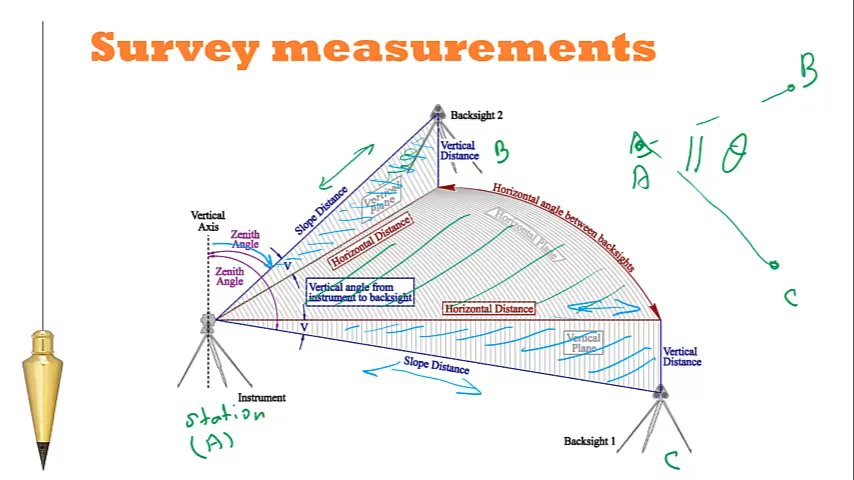 Survey measurements
Backsight 2
Vertical
Distance
B
Slope Distance
Vertical
plane
Horizontal Distance
Horizontal angle between backsights
Horizontal Plane
Vertical
Axis
Zenith
Angle
Zenith
Angle
V
Vertical angle from
instrument to backsight
Horizontal Distance
V
Vertical
Plane
Slope Distance
Vertical
Distance
Instrument
station
(A)
Backsight 1
C
B
A
θ
C